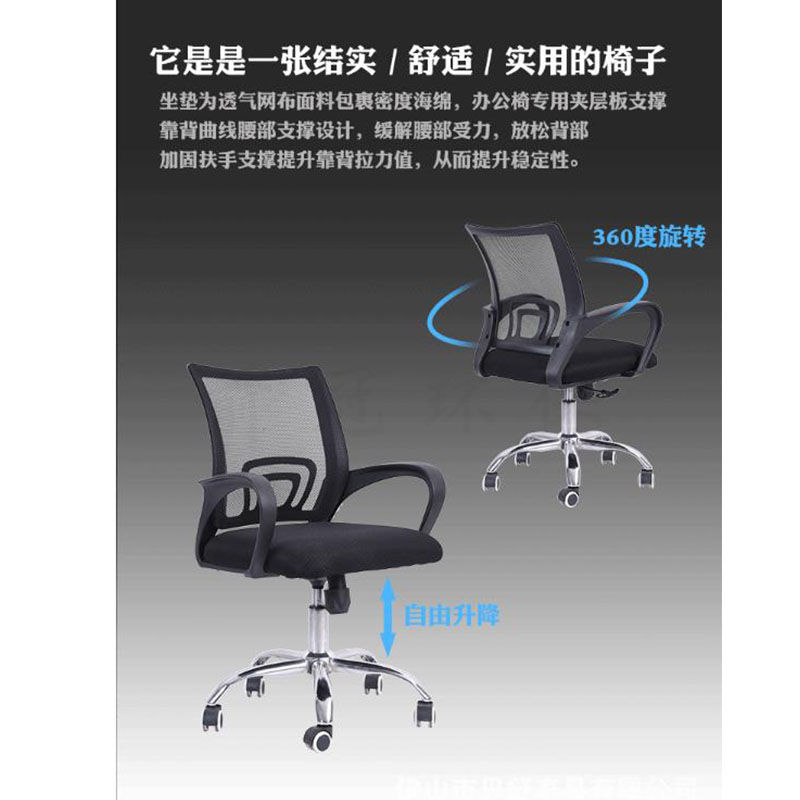 它是是一张结实/舒适/实用的椅子
坐垫为透气网布面料包裹密度海绵，办公椅专用夹层板支撑
靠背曲线腰部支撑设计，缓解腰部受力，放松背部
加固扶手支撑提升靠背拉力值，从而提升稳定性。
360度旋转
自由升降